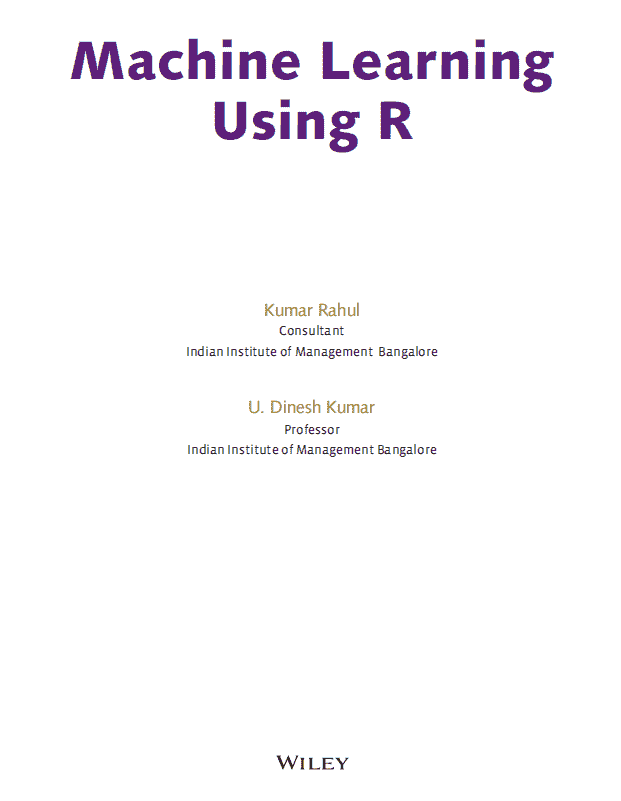 Machine Learning
Using R
Kumar Rahul
Consultant
Indian Institute of Management Bangalore
U. Dinesh Kumar
Professor
Indian Institute of Management Bangalore
WILEY